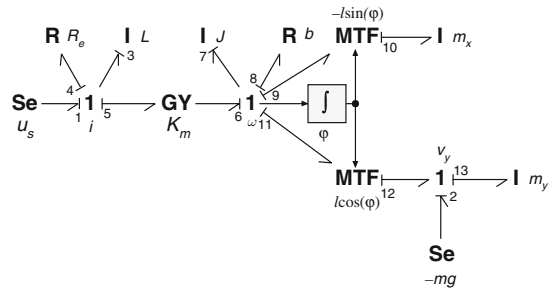 −lsin(φ)
R R_e I L I J R b MTF I m_x
4 3 7 8 9 10
Se 1 GY 1 ∫
1 5 6 11
u_s i K_m ω φ
v_y
MTF 1 13 I m_y
12 2
lcos(φ)
Se
−mg